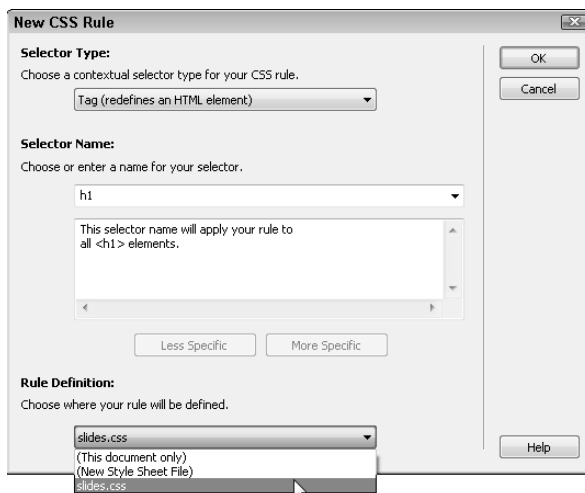 New CSS Rule
Selector Type:
Choose a contextual selector type for your CSS rule.
Tag (redefines an HTML element)
Selector Name:
Choose or enter a name for your selector.
h1
This selector name will apply your rule to
all <h1> elements.
Less Specific
More Specific
Rule Definition:
Choose where your rule will be defined.
slides.css
(This document only)
(New Style Sheet File)
slides.css
OK
Cancel
Help